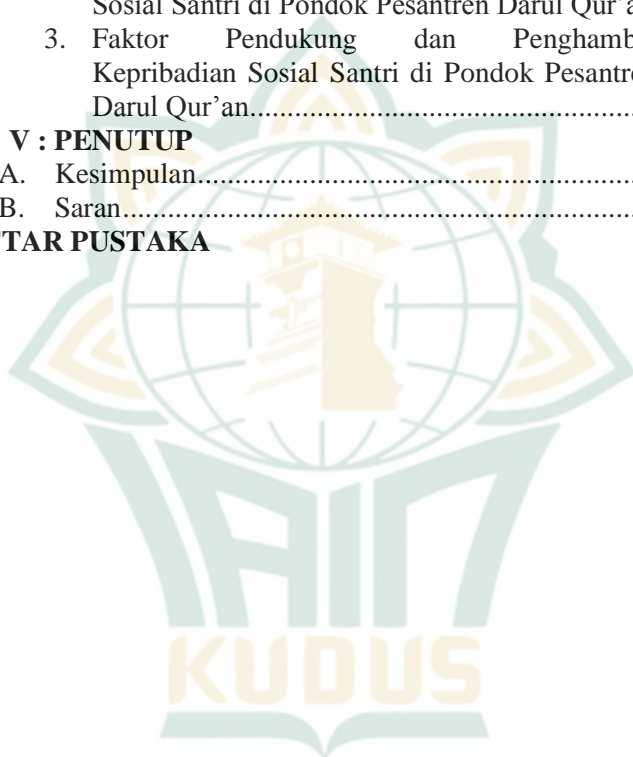 Sosial Santri di Pondok Pesantren Darul Qur’a
3. Faktor Pendukung dan Penghamb
Kepribadian Sosial Santri di Pondok Pesantre
Darul Qur’an......................................................
V : PENUTUP
A. Kesimpulan..............................................................
B. Saran........................................................................
TAR PUSTAKA
IAIN
KUDUS